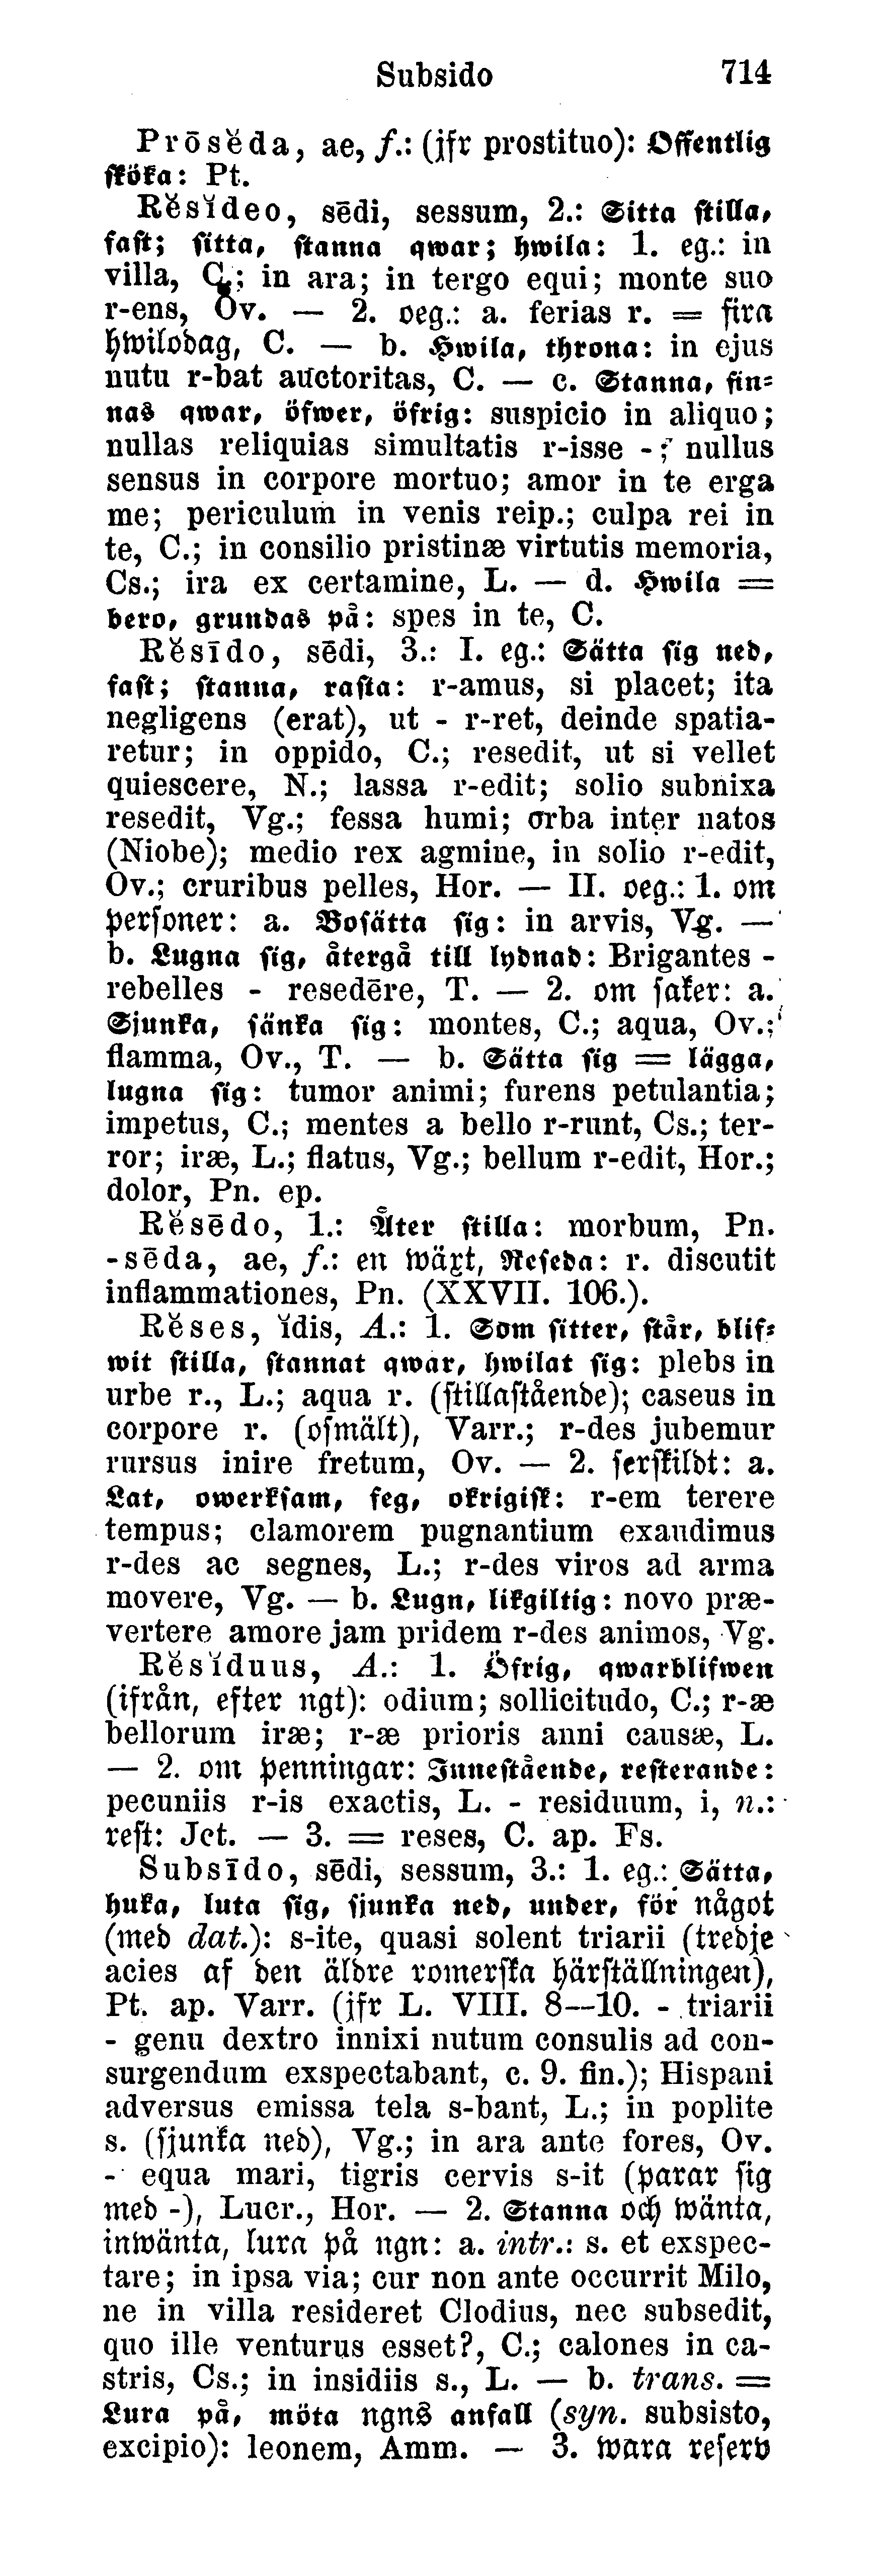 Subsido 714
Prōsĕ̄da, ae, f.: (jfr prostituo): Offentlig
sköka: Pt.
Rĕsĭdeo, sēdi, sessum, 2.: Sitta stilla,
fast; sitta, stanna qwar; hwila: 1. eg.: in
villa, C.; in ara; in tergo equi; monte suo
r-ens, Ov. — 2. oeg.: a. ferias r. = fira
hwilodag, C. — b. Hwila, throna: in ejus
nutu r-bat auctoritas, C. — c. Stanna, fin-
nas qwar, öfwer, öfrig: suspicio in aliquo;
nullas reliquias simultatis r-isse -; nullus
sensus in corpore mortuo; amor in te erga
me; periculum in venis reip.; culpa rei in
te, C.; in consilio pristinæ virtutis memoria,
Cs.; ira ex certamine, L. — d. Hwila =
bero, grundas på: spes in te, C.
Rĕsīdo, sēdi, 3.: I. eg.: Sätta sig ned,
fast; stanna, rasta: r-amus, si placet; ita
negligens (erat), ut - r-ret, deinde spatia-
retur; in oppido, C.; resedit, ut si vellet
quiescere, N.; lassa r-edit; solio subnixa
resedit, Vg.; fessa humi; orba inter natos
(Niobe); medio rex agmine, in solio r-edit,
Ov.; cruribus pelles, Hor. — II. oeg.: 1. om
personer: a. Bosätta sig: in arvis, Vg. —
b. Lugna sig, återgå till lydnad: Brigantes -
rebelles - resedēre, T. — 2. om saker: a.
Sjunka, sänka sig: montes, C.; aqua, Ov.;
flamma, Ov., T. — b. Sätta sig = lägga,
lugna sig: tumor animi; furens petulantia;
impetus, C.; mentes a bello r-runt, Cs.; ter-
ror; iræ, L.; flatus, Vg.; bellum r-edit, Hor.;
dolor, Pn. ep.
Rĕsēdo, 1.: Åter stilla: morbum, Pn.
-sēda, ae, f.: en wäxt, Reseda: r. discutit
inflammationes, Pn. (XXVII. 106.).
Rĕses, ĭdis, A.: 1. Som sitter, står, blif-
wit stilla, stannat qwar, hwilat sig: plebs in
urbe r., L.; aqua r. (stillastående); caseus in
corpore r. (osmält), Varr.; r-des jubemur
rursus inire fretum, Ov. — 2. serskildt: a.
Lat, owerksam, feg, okrigisk: r-em terere
tempus; clamorem pugnantium exaudimus
r-des ac segnes, L.; r-des viros ad arma
movere, Vg. — b. Lugn, likgiltig: novo præ-
vertere amore jam pridem r-des animos, Vg.
Rĕsĭduus, A.: 1. Öfrig, qwarblifwen
(ifrån, efter ngt): odium; sollicitudo, C.; r-æ
bellorum iræ; r-æ prioris anni causæ, L.
— 2. om penningar: Innestående, resterande:
pecuniis r-is exactis, L. - residuum, i, n.:
rest: Jct. — 3. = reses, C. ap. Fs.
Subsīdo, sēdi, sessum, 3.: 1. eg.: Sätta,
huka, luta sig, sjunka ned, under, för något
(med dat.): s-ite, quasi solent triarii (tredje
acies af den äldre romerska härställningen),
Pt. ap. Varr. (jfr L. VIII. 8—10. - triarii
- genu dextro innixi nutum consulis ad con-
surgendum exspectabant, c. 9. fin.); Hispani
adversus emissa tela s-bant, L.; in poplite
s. (sjunka ned), Vg.; in ara ante fores, Ov.
- equa mari, tigris cervis s-it (parar sig
med -), Lucr., Hor. — 2. Stanna och wänta,
inwänta, lura på ngn: a. intr.: s. et exspec-
tare; in ipsa via; cur non ante occurrit Milo,
ne in villa resideret Clodius, nec subsedit,
quo ille venturus esset?, C.; calones in ca-
stris, Cs.; in insidiis s., L. — b. trans. =
Lura på, möta ngns anfall (syn. subsisto,
excipio): leonem, Amm. — 3. wara reserv